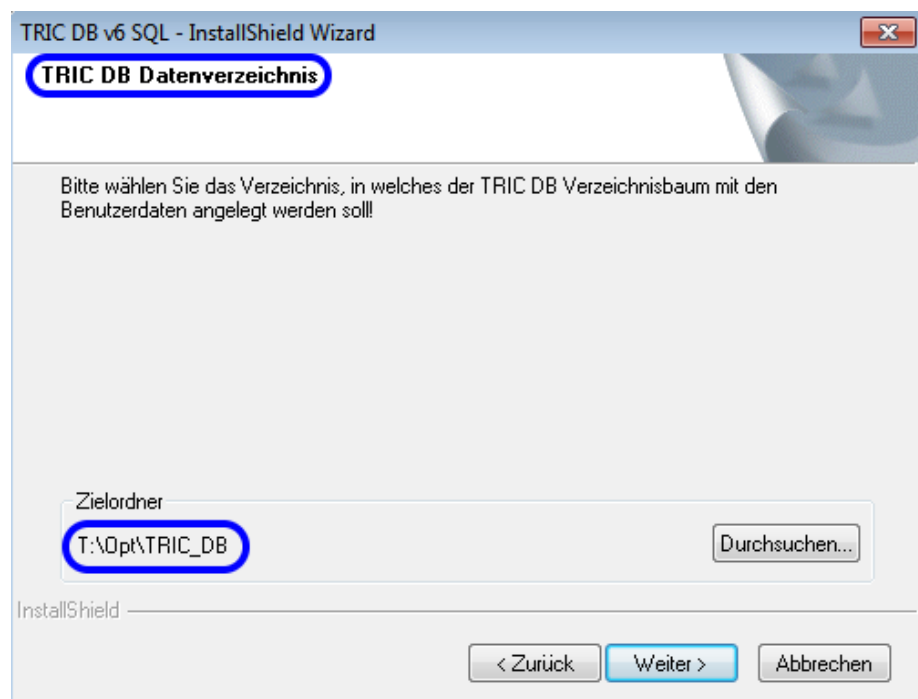 TRIC DB v6 SQL - InstallShield Wizard
TRIC DB Datenverzeichnis
Bitte wählen Sie das Verzeichnis, in welches der TRIC DB Verzeichnisbaum mit den
Benutzerdaten angelegt werden soll!
Zielordner
T:\Opt\TRIC_DB
Durchsuchen...
InstallShield
< Zurück
Weiter >
Abbrechen